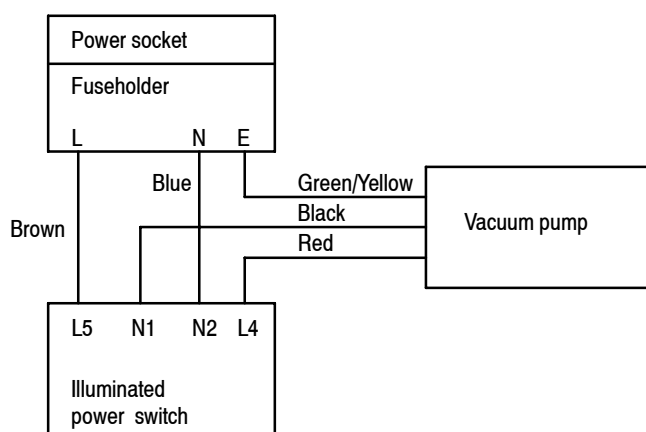 Power socket
Fuseholder
L N E
Blue
Green/Yellow
Black
Red
Brown
Vacuum pump
L5 N1 N2 L4
Illuminated
power switch